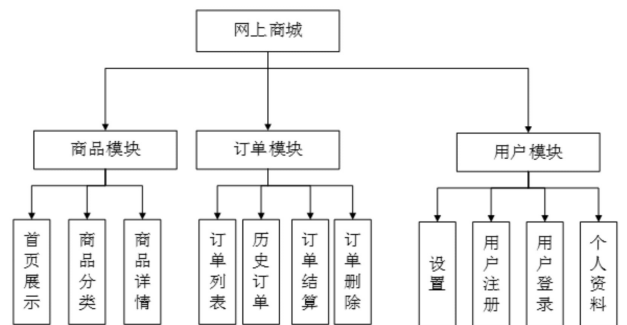 网上商城
商品模块
订单模块
用户模块
首页展示
商品分类
商品详情
订单列表
历史订单
订单结算
订单删除
设置
用户注册
用户登录
个人资料